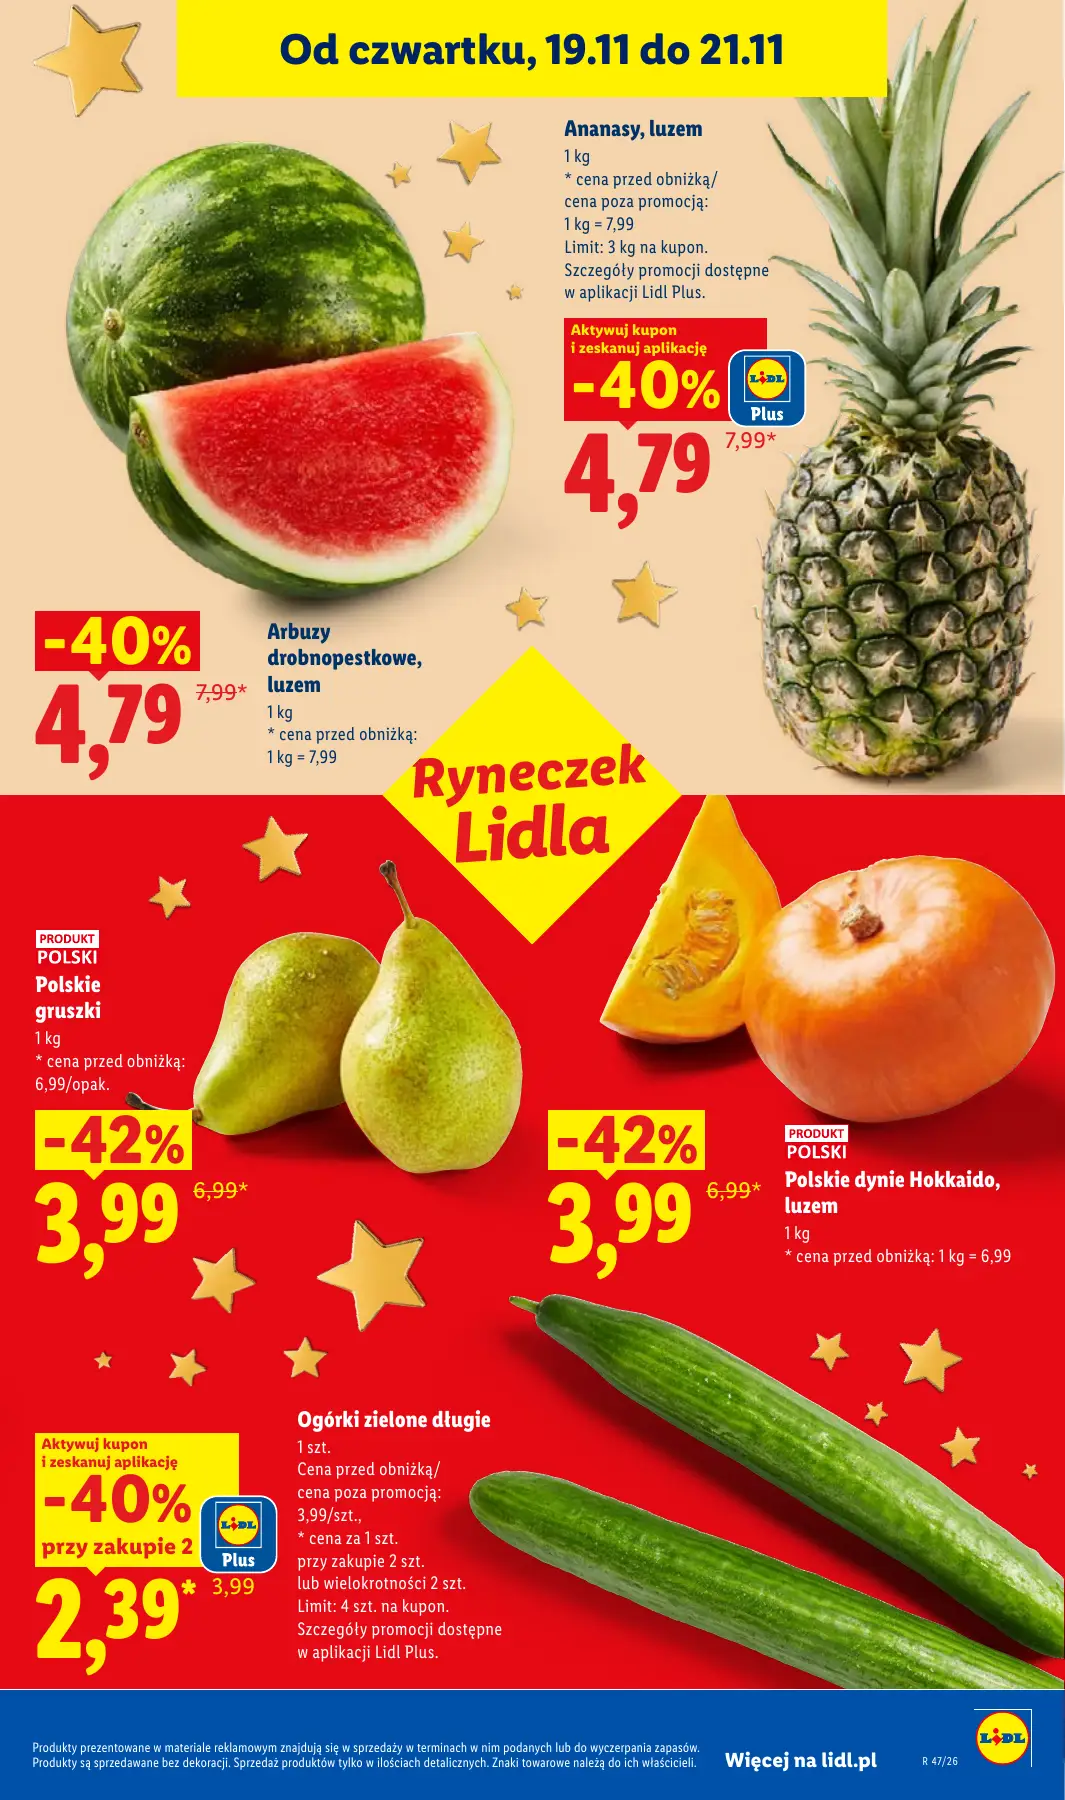 Od czwartku, 19.11 do 21.11
Ananasy, luzem
1 kg
* cena przed obniżką/
cena poza promocją:
1 kg = 7,99
Limit: 3 kg na kupon.
Szczegóły promocji dostępne
w aplikacji Lidl Plus.
Aktywuj kupon
i zeskanuj aplikację
-40%
LIDL
Plus
7,99*
4,79
-40%
7,99*
4,79
Arbuzy
drobnopestkowe,
luzem
1 kg
* cena przed obniżką:
1 kg = 7,99
Ryneczek
Lidla
PRODUKT
POLSKI
Polskie
gruszki
1 kg
* cena przed obniżką:
6,99/opak.
-42%
6,99*
3,99
-42%
6,99*
3,99
PRODUKT
POLSKI
Polskie dynie Hokkaido,
luzem
1 kg
* cena przed obniżką: 1 kg = 6,99
Aktywuj kupon
i zeskanuj aplikację
-40%
przy zakupie 2
LIDL
Plus
3,99
2,39*
Ogórki zielone długie
1 szt.
Cena przed obniżką/
cena poza promocją:
3,99/szt.,
* cena za 1 szt.
przy zakupie 2 szt.
lub wielokrotności 2 szt.
Limit: 4 szt. na kupon.
Szczegóły promocji dostępne
w aplikacji Lidl Plus.
Produkty prezentowane w materiale reklamowym znajdują się w sprzedaży w terminach w nim podanych lub do wyczerpania zapasów.
Produkty są sprzedawane bez dekoracji. Sprzedaż produktów tylko w ilościach detalicznych. Znaki towarowe należą do ich właścicieli.
Więcej na lidl.pl
R 47/26
LIDL